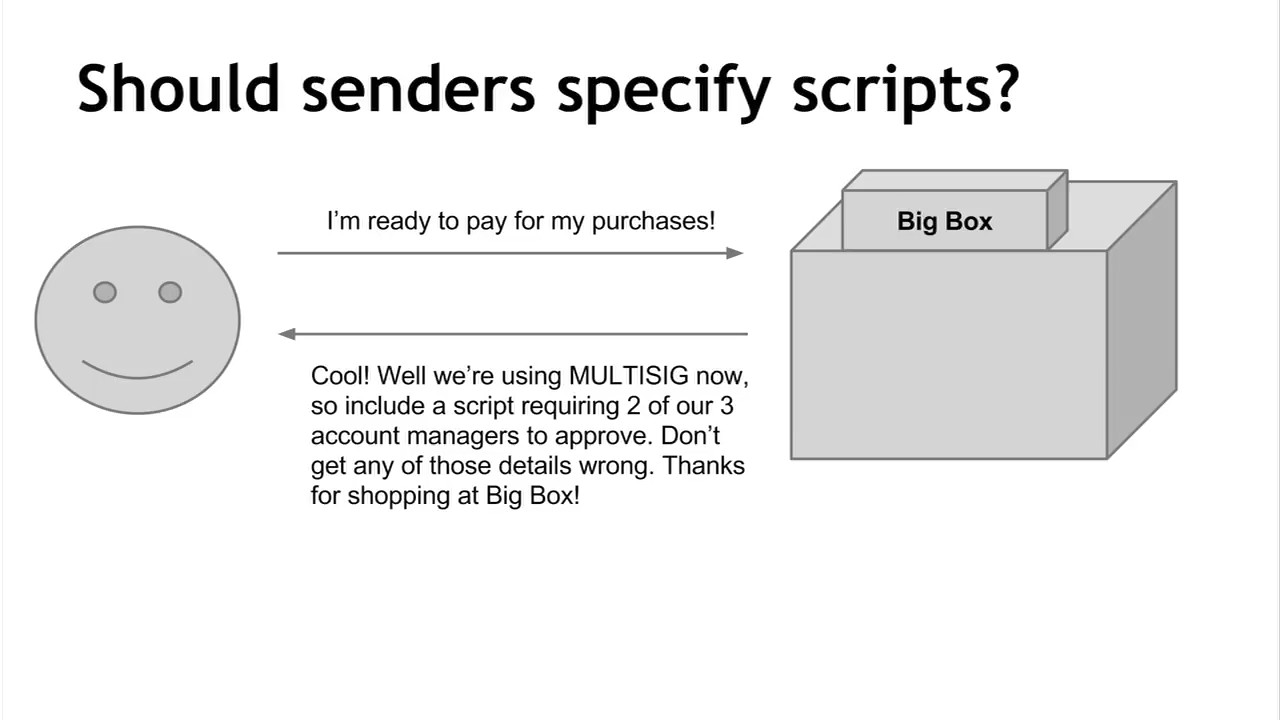 Should senders specify scripts?
I'm ready to pay for my purchases!
Big Box
Cool! Well we're using MULTISIG now,
so include a script requiring 2 of our 3
account managers to approve. Don't
get any of those details wrong. Thanks
for shopping at Big Box!